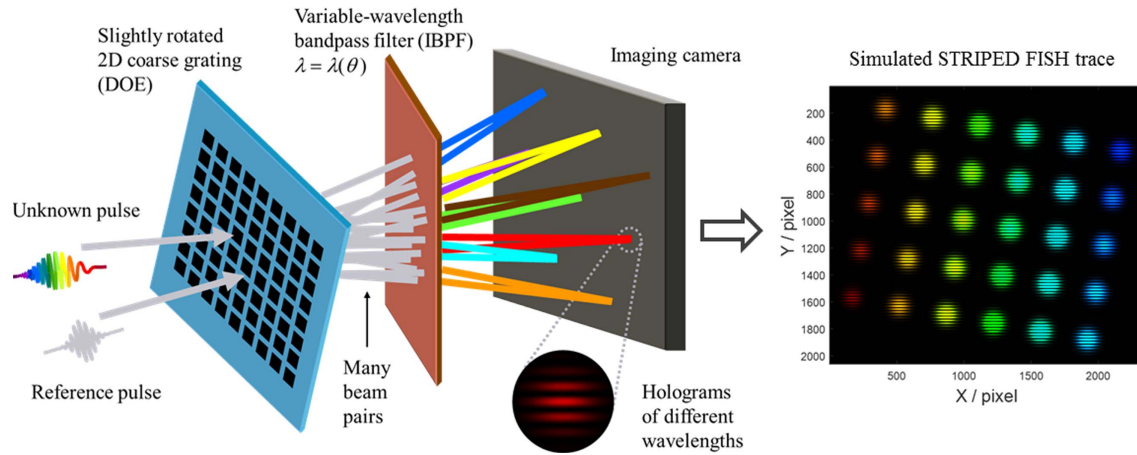 Slightly rotated
2D coarse grating
(DOE)
Variable-wavelength
bandpass filter (IBPF)
λ = λ(θ)
Imaging camera
Unknown pulse
Reference pulse
Many
beam
pairs
Holograms
of different
wavelengths
Simulated STRIPED FISH trace
200
400
600
800
1000
1200
1400
1600
1800
2000
Y / pixel
500
1000
1500
2000
X / pixel